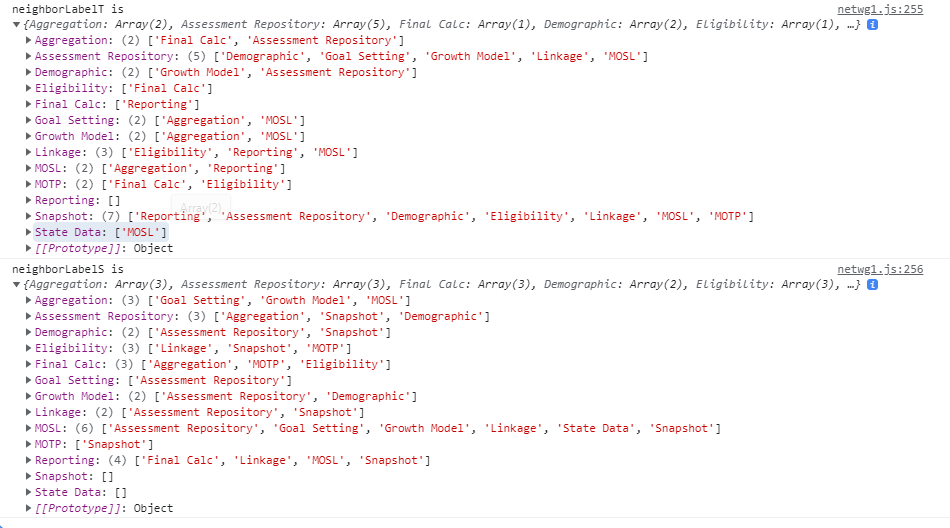 neighborLabelT is netwg1.js:255
{Aggregation: Array(2), Assessment Repository: Array(5), Final Calc: Array(1), Demographic: Array(2), Eligibility: Array(1), …}
Aggregation: (2) ['Final Calc', 'Assessment Repository']
Assessment Repository: (5) ['Demographic', 'Goal Setting', 'Growth Model', 'Linkage', 'MOSL']
Demographic: (2) ['Growth Model', 'Assessment Repository']
Eligibility: ['Final Calc']
Final Calc: ['Reporting']
Goal Setting: (2) ['Aggregation', 'MOSL']
Growth Model: (2) ['Aggregation', 'MOSL']
Linkage: (3) ['Eligibility', 'Reporting', 'MOSL']
MOSL: (2) ['Aggregation', 'Reporting']
MOTP: (2) ['Final Calc', 'Eligibility']
Reporting: []
Array(2)
Snapshot: (7) ['Reporting', 'Assessment Repository', 'Demographic', 'Eligibility', 'Linkage', 'MOSL', 'MOTP']
State Data: ['MOSL']
[[Prototype]]: Object
neighborLabelS is netwg1.js:256
{Aggregation: Array(3), Assessment Repository: Array(3), Final Calc: Array(3), Demographic: Array(2), Eligibility: Array(3), …}
Aggregation: (3) ['Goal Setting', 'Growth Model', 'MOSL']
Assessment Repository: (3) ['Aggregation', 'Snapshot', 'Demographic']
Demographic: (2) ['Assessment Repository', 'Snapshot']
Eligibility: (3) ['Linkage', 'Snapshot', 'MOTP']
Final Calc: (3) ['Aggregation', 'MOTP', 'Eligibility']
Goal Setting: ['Assessment Repository']
Growth Model: (2) ['Assessment Repository', 'Demographic']
Linkage: (2) ['Assessment Repository', 'Snapshot']
MOSL: (6) ['Assessment Repository', 'Goal Setting', 'Growth Model', 'Linkage', 'State Data', 'Snapshot']
MOTP: ['Snapshot']
Reporting: (4) ['Final Calc', 'Linkage', 'MOSL', 'Snapshot']
Snapshot: []
State Data: []
[[Prototype]]: Object